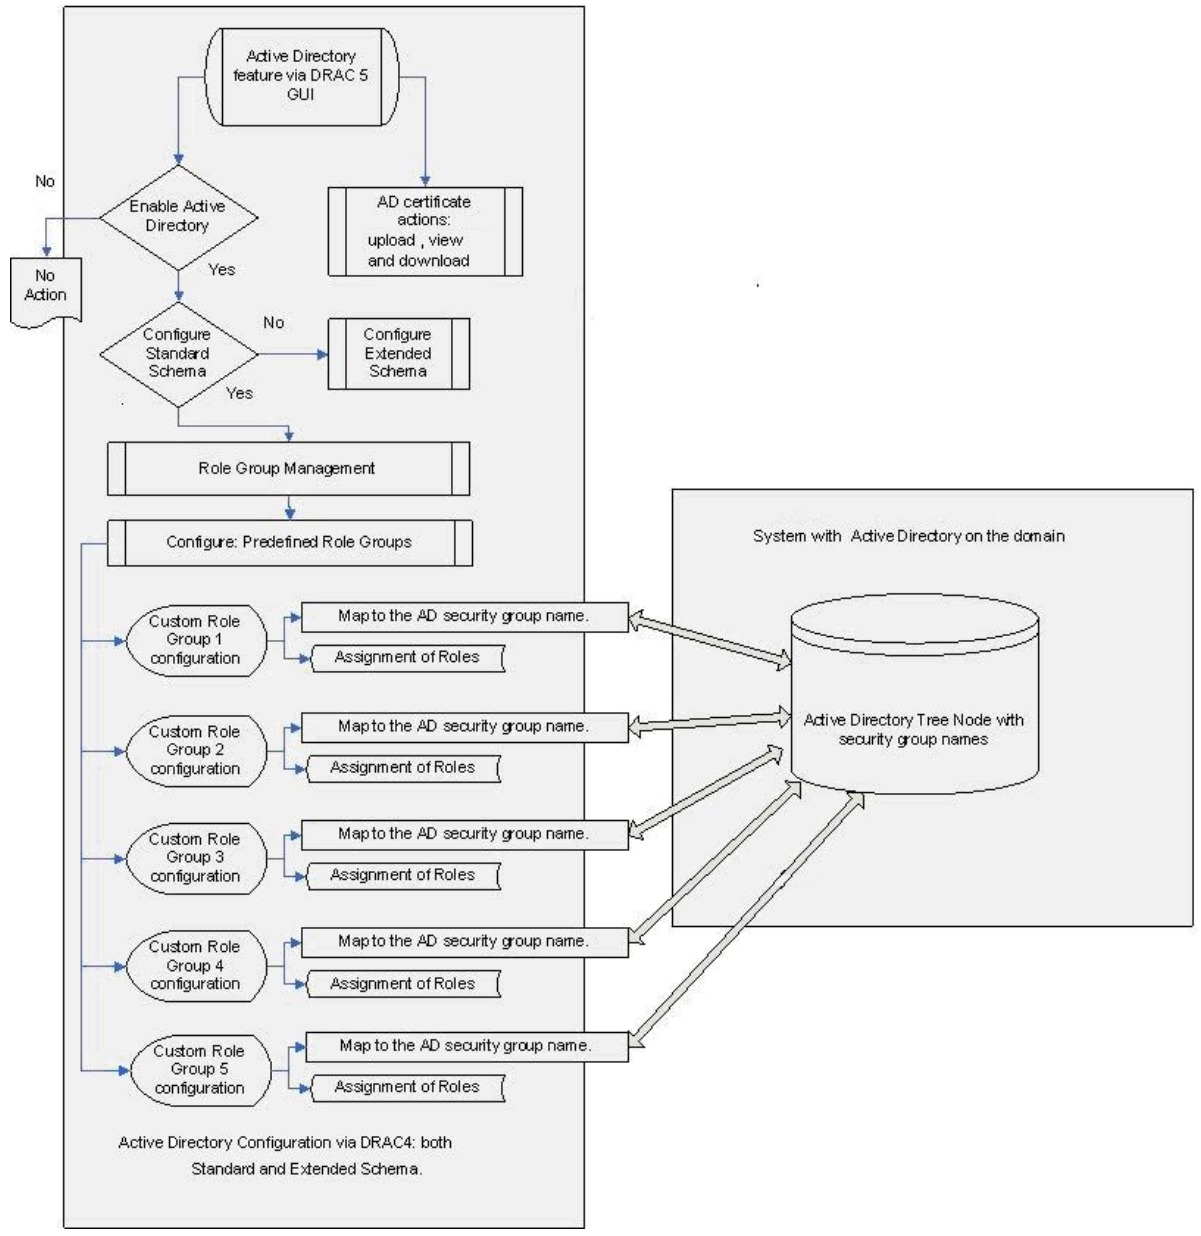 Active Directory
feature via DRAC 5
GUI
No
Enable Active
Directory
AD certificate
actions:
upload , view
and download
Yes
No
Action
No
Configure
Standard
Schema
Configure
Extended
Schema
Yes
Role Group Management
Configure: Predefined Role Groups
System with Active Directory on the domain
Custom Role
Group 1
configuration
Map to the AD security group name.
Assignment of Roles
Active Directory Tree Node with
security group names
Custom Role
Group 2
configuration
Map to the AD security group name.
Assignment of Roles
Custom Role
Group 3
configuration
Map to the AD security group name.
Assignment of Roles
Custom Role
Group 4
configuration
Map to the AD security group name.
Assignment of Roles
Custom Role
Group 5
configuration
Map to the AD security group name.
Assignment of Roles
Active Directory Configuration via DRAC4: both
Standard and Extended Schema.